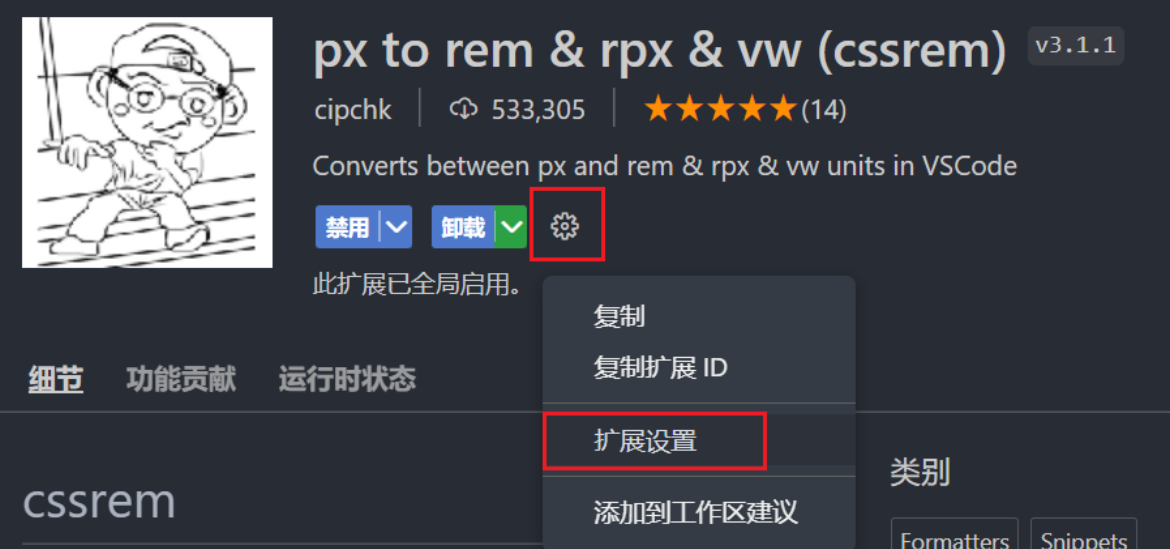 px to rem & rpx & vw (cssrem) v3.1.1
cipchk 533,305 (14)
Converts between px and rem & rpx & vw units in VSCode
禁用 卸载
此扩展已全局启用。
复制
复制扩展 ID
细节 功能贡献 运行时状态
扩展设置
类别
cssrem
添加到工作区建议
Formatters Snippets